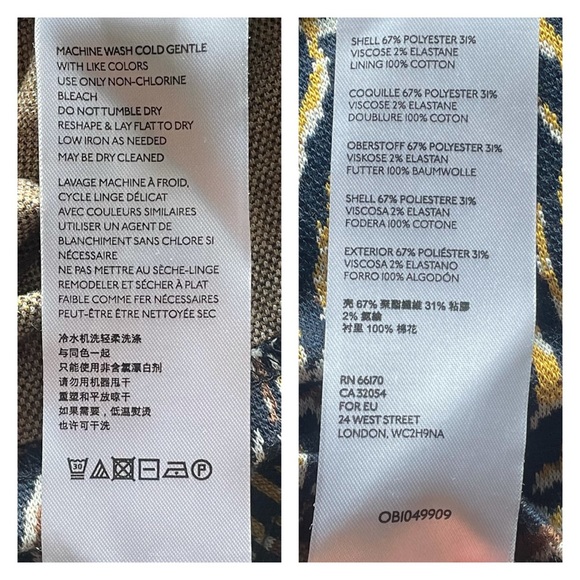 MACHINE WASH COLD GENTLE
WITH LIKE COLORS
USE ONLY NON-CHLORINE
BLEACH
DO NOT TUMBLE DRY
RESHAPE & LAY FLAT TO DRY
LOW IRON AS NEEDED
MAY BE DRY CLEANED
LAVAGE MACHINE À FROID,
CYCLE LINGE DÉLICAT
AVEC COULEURS SIMILAIRES
UTILISER UN AGENT DE
BLANCHIMENT SANS CHLORE SI
NÉCESSAIRE
NE PAS METTRE AU SÈCHE-LINGE
REMODELER ET SÉCHER À PLAT
FAIBLE COMME FER NÉCESSAIRES
PEUT-ÊTRE ÊTRE NETTOYÉE SEC
冷水机洗轻柔洗涤
与同色一起
只能使用非含氯漂白剂
请勿用机器甩干
重塑和平放晾干
如果需要，低温熨烫
也许可干洗
30
P
SHELL 67% POLYESTER 31%
VISCOSE 2% ELASTANE
LINING 100% COTTON
COQUILLE 67% POLYESTER 31%
VISCOSE 2% ELASTANE
DOUBLURE 100% COTON
OBERSTOFF 67% POLYESTER 31%
VISKOSE 2% ELASTAN
FUTTER 100% BAUMWOLLE
SHELL 67% POLIESTERE 31%
VISCOSA 2% ELASTAN
FODERA 100% COTONE
EXTERIOR 67% POLIÉSTER 31%
VISCOSA 2% ELASTANO
FORRO 100% ALGODÓN
壳 67% 聚酯纖維 31% 粘膠
2% 氨綸
衬里 100% 棉花
RN 66170
CA 32054
FOR EU
24 WEST STREET
LONDON, WC2H9NA
OB1049909